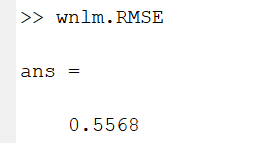 >> wnlm.RMSE
ans =
0.5568